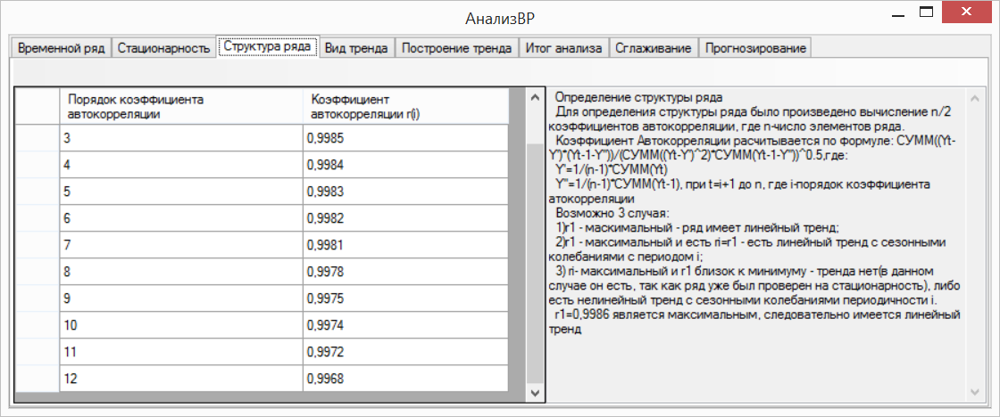 АнализВР
Временной ряд Стационарность Структура ряда Вид тренда Построение тренда Итог анализа Сглаживание Прогнозирование
Порядок коэффициента автокорреляции Коэффициент автокорреляции r(i)
3 0,9985
4 0,9984
5 0,9983
6 0,9982
7 0,9981
8 0,9978
9 0,9975
10 0,9974
11 0,9972
12 0,9968
Определение структуры ряда
Для определения структуры ряда было произведено вычисление n/2
коэффициентов автокорреляции, где n-число элементов ряда.
Коэффициент Автокорреляции расчитывается по формуле: СУММ((Yt-
Y')*(Yt-1-Y''))/(СУММ((Yt-Y')^2)*СУММ(Yt-1-Y''))^0.5,где:
Y'=1/(n-1)*СУММ(Yt)
Y''=1/(n-1)*СУММ(Yt-1), при t=i+1 до n, где i-порядок коэффициента
атокорреляции
Возможно 3 случая:
1)r1 - маскимальный - ряд имеет линейный тренд;
2)r1 - максимальный и есть ri=r1 - есть линейный тренд с сезонными
колебаниями с периодом i;
3) ri- максимальный и r1 близок к минимуму - тренда нет(в данном
случае он есть, так как ряд уже был проверен на стационарность), либо
есть нелинейный тренд с сезонными колебаниями периодичности i.
r1=0,9986 является максимальным, следовательно имеется линейный
тренд